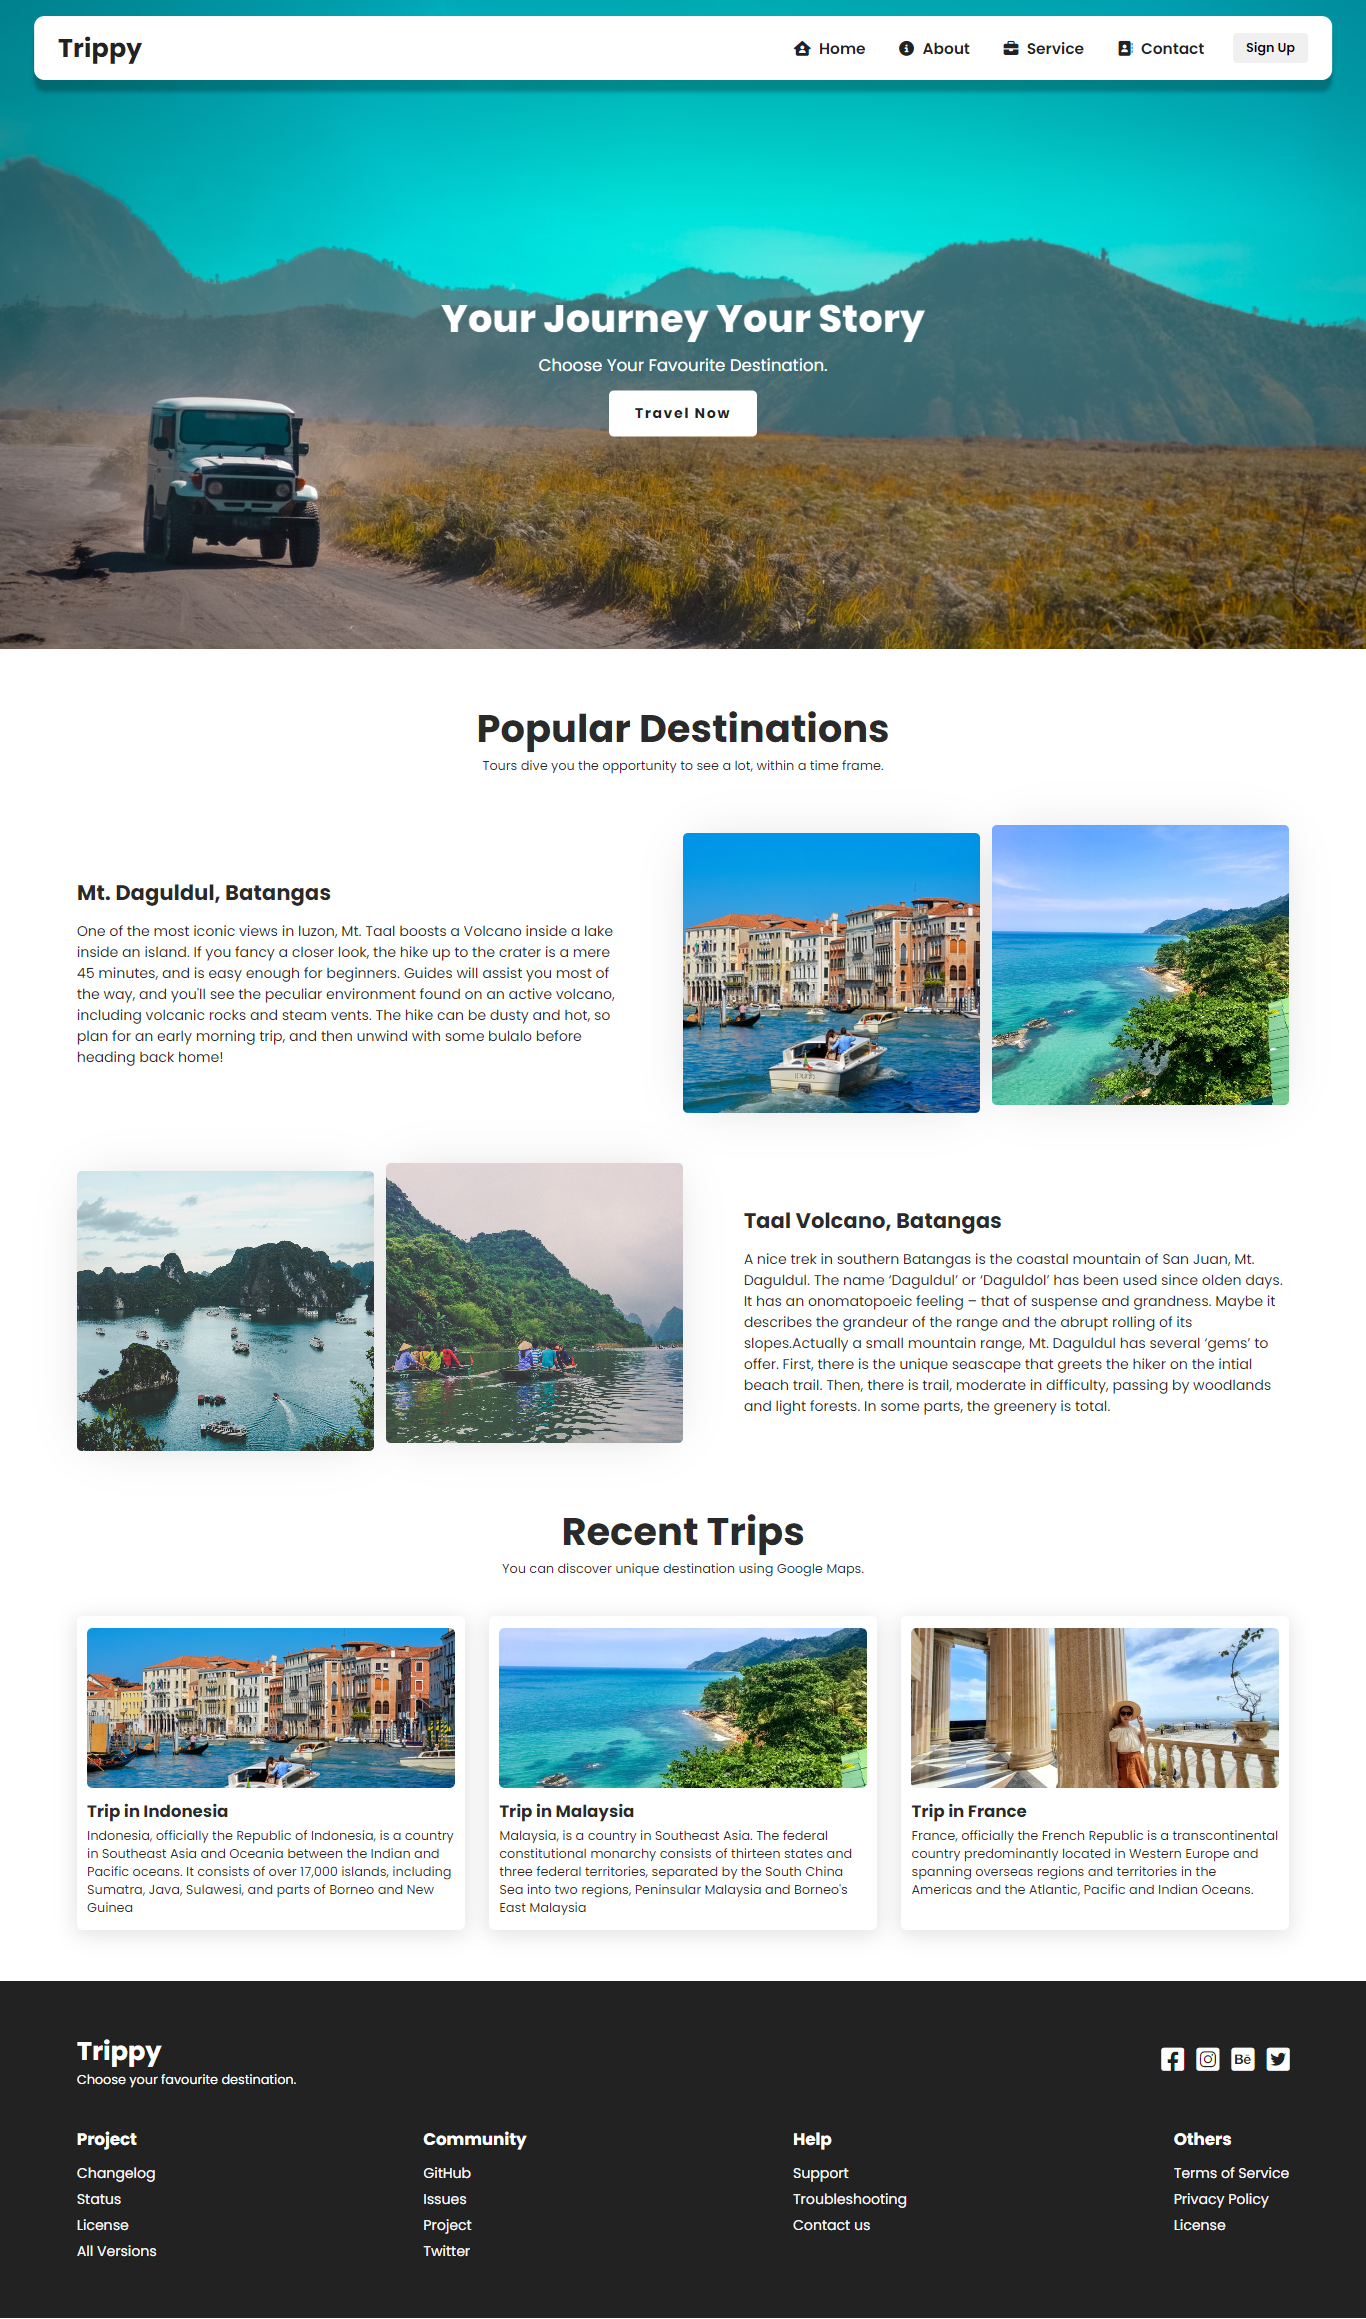 Trippy
Home
About
Service
Contact
Sign Up
Your Journey Your Story
Choose Your Favourite Destination.
Travel Now
Popular Destinations
Tours dive you the opportunity to see a lot, within a time frame.
Mt. Daguldul, Batangas
One of the most iconic views in luzon, Mt. Taal boosts a Volcano inside a lake
inside an island. If you fancy a closer look, the hike up to the crater is a mere
45 minutes, and is easy enough for beginners. Guides will assist you most of
the way, and you'll see the peculiar environment found on an active volcano,
including volcanic rocks and steam vents. The hike can be dusty and hot, so
plan for an early morning trip, and then unwind with some bulalo before
heading back home!
Taal Volcano, Batangas
A nice trek in southern Batangas is the coastal mountain of San Juan, Mt.
Daguldul. The name ‘Daguldul’ or ‘Daguldol’ has been used since olden days.
It has an onomatopoeic feeling – that of suspense and grandness. Maybe it
describes the grandeur of the range and the abrupt rolling of its
slopes.Actually a small mountain range, Mt. Daguldul has several ‘gems’ to
offer. First, there is the unique seascape that greets the hiker on the intial
beach trail. Then, there is trail, moderate in difficulty, passing by woodlands
and light forests. In some parts, the greenery is total.
Recent Trips
You can discover unique destination using Google Maps.
Trip in Indonesia
Indonesia, officially the Republic of Indonesia, is a country
in Southeast Asia and Oceania between the Indian and
Pacific oceans. It consists of over 17,000 islands, including
Sumatra, Java, Sulawesi, and parts of Borneo and New
Guinea
Trip in Malaysia
Malaysia, is a country in Southeast Asia. The federal
constitutional monarchy consists of thirteen states and
three federal territories, separated by the South China
Sea into two regions, Peninsular Malaysia and Borneo's
East Malaysia
Trip in France
France, officially the French Republic is a transcontinental
country predominantly located in Western Europe and
spanning overseas regions and territories in the
Americas and the Atlantic, Pacific and Indian Oceans.
Trippy
Choose your favourite destination.
Project
Changelog
Status
License
All Versions
Community
GitHub
Issues
Project
Twitter
Help
Support
Troubleshooting
Contact us
Others
Terms of Service
Privacy Policy
License